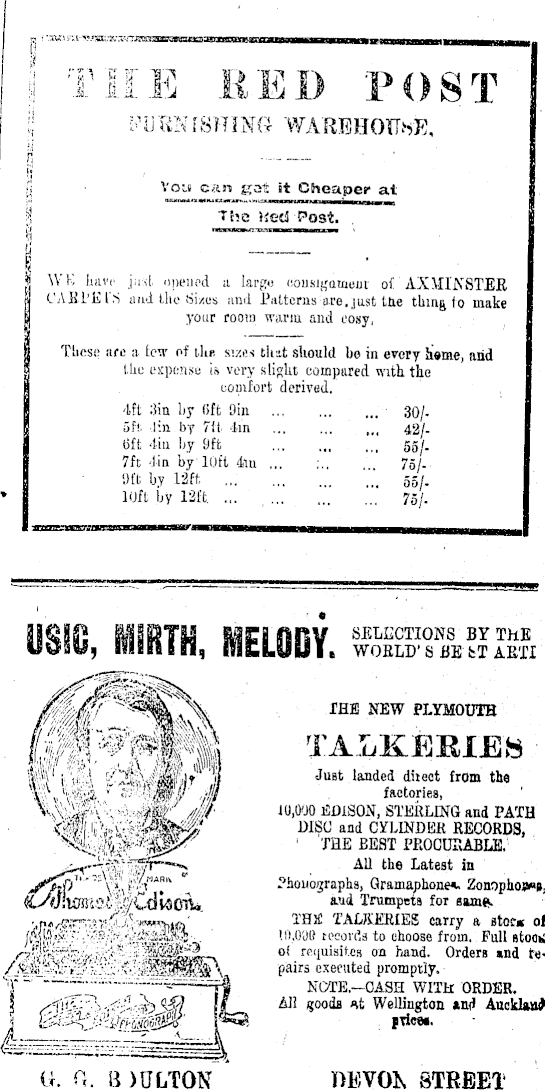 THE RED POST
FURNISHING WAREHOUSE.
You can get it Cheaper at
The Red Post.
WE have just opened a large consignment of AXMINSTER
CARPETS and the Sizes and Patterns are just the thing to make
your room warm and cosy.
These are a few of the sizes that should be in every home, and
the expense is very slight compared with the
comfort derived.
4ft 3in by 6ft 9in ... ... ... 30/-
5ft 4in by 7ft 4in ... ... 42/-
6ft 4in by 9ft ... ... ... 55/-
7ft 4in by 10ft 4in ... ... ... 75/-
9ft by 12ft ... ... ... ... 55/-
10ft by 12ft ... ... ... ... 75/-
USIC, MIRTH, MELODY.
SELECTIONS BY THE
WORLD'S BEST ARTI
THE NEW PLYMOUTH
TALKERIES
Just landed direct from the
factories,
10,000 EDISON, STERLING and PATH
DISC and CYLINDER RECORDS,
THE BEST PROCURABLE.
All the Latest in
Phonographs, Gramaphones, Zonophones,
and Trumpets for same.
THE TALKERIES carry a stock of
10,000 records to choose from. Full stock
of requisites on hand. Orders and re-
pairs executed promptly.
NOTE.—CASH WITH ORDER.
All goods at Wellington and Auckland
prices.
TRADE MARK
Thomas Edison
THE
PHONOGRAPH
G. G. BOULTON
DEVON STREET